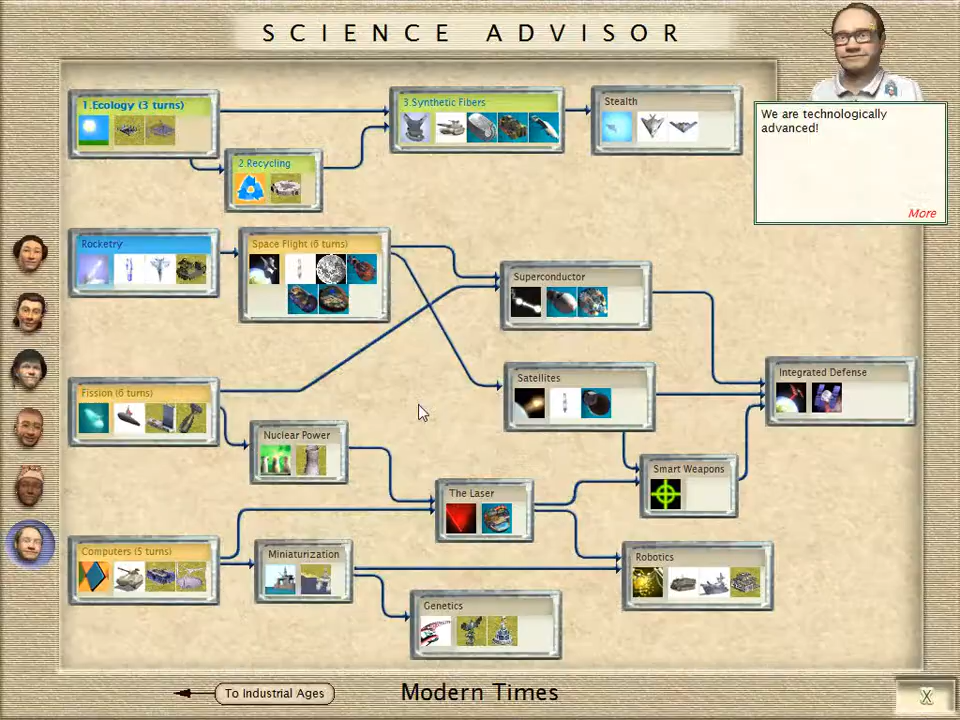 SCIENCE ADVISOR
We are technologically
advanced!
More
1.Ecology (3 turns)
3.Synthetic Fibers
Stealth
2.Recycling
Rocketry
Space Flight (6 turns)
Superconductor
Fission (6 turns)
Satellites
Integrated Defense
Nuclear Power
Smart Weapons
The Laser
Computers (5 turns)
Miniaturization
Robotics
Genetics
To Industrial Ages
Modern Times
X